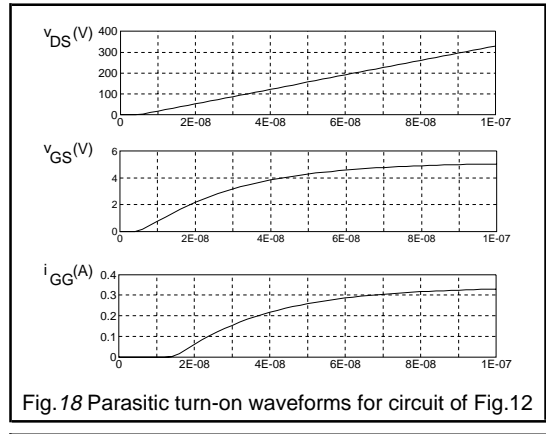 vDS(V)
400
300
200
100
0
0 2E-08 4E-08 6E-08 8E-08 1E-07
vGS(V)
6
4
2
0
0 2E-08 4E-08 6E-08 8E-08 1E-07
iGG(A)
0.4
0.3
0.2
0.1
0
0 2E-08 4E-08 6E-08 8E-08 1E-07
Fig.18 Parasitic turn-on waveforms for circuit of Fig.12